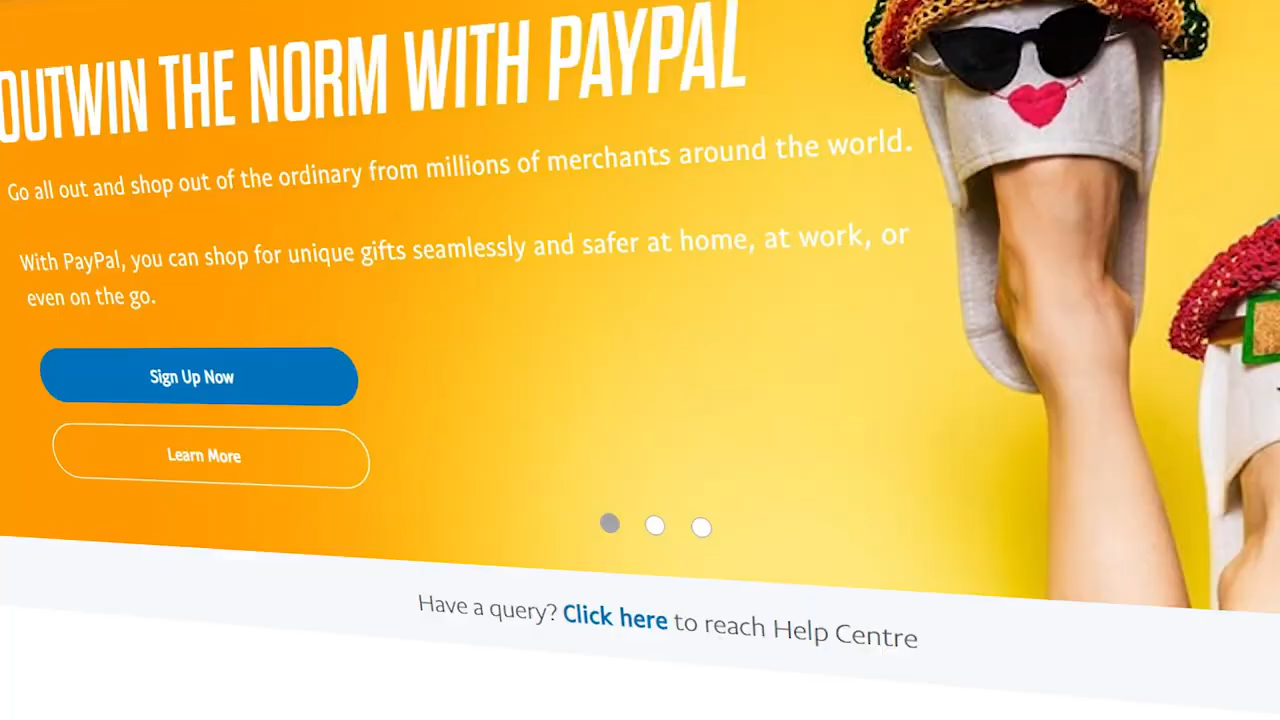 OUTWIN THE NORM WITH PAYPAL
Go all out and shop out of the ordinary from millions of merchants around the world.
With PayPal, you can shop for unique gifts seamlessly and safer at home, at work, or
even on the go.
Sign Up Now
Learn More
Have a query? Click here to reach Help Centre